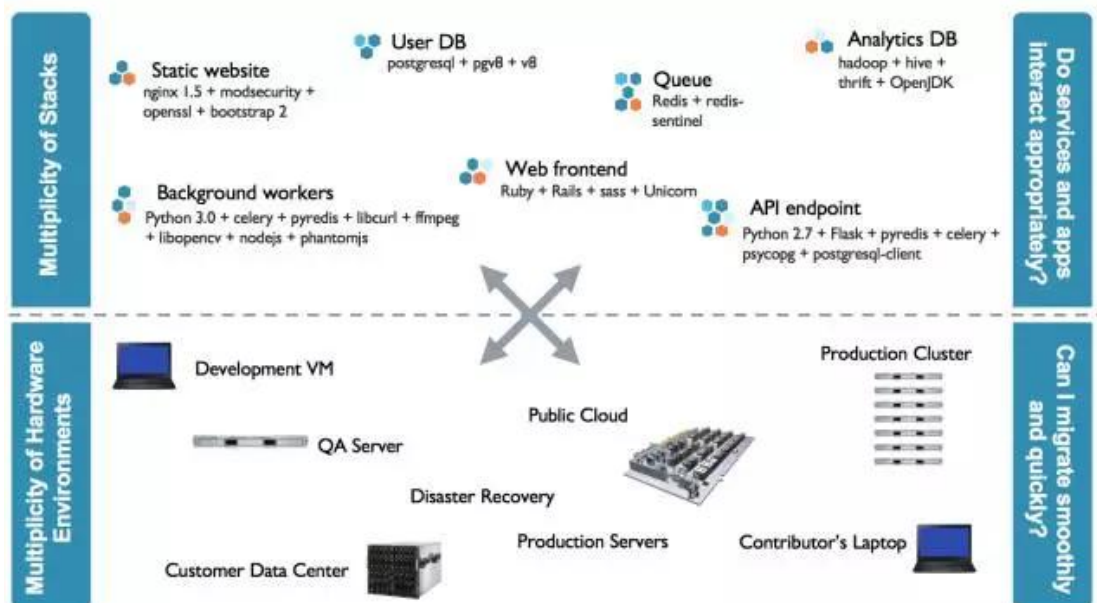 Multiplicity of Stacks
Static website
nginx 1.5 + modsecurity +
openssl + bootstrap 2
User DB
postgresql + pgv8 + v8
Queue
Redis + redis-
sentinel
Analytics DB
hadoop + hive +
thrift + OpenJDK
Background workers
Python 3.0 + celery + pyredis + libcurl + ffmpeg
+ libopencv + nodejs + phantomjs
Web frontend
Ruby + Rails + sass + Unicorn
API endpoint
Python 2.7 + Flask + pyredis + celery +
psycopg + postgresql-client
Do services and apps
interact appropriately?
Multiplicity of Hardware
Environments
Development VM
QA Server
Public Cloud
Production Cluster
Disaster Recovery
Production Servers
Contributor's Laptop
Customer Data Center
Can I migrate smoothly
and quickly?